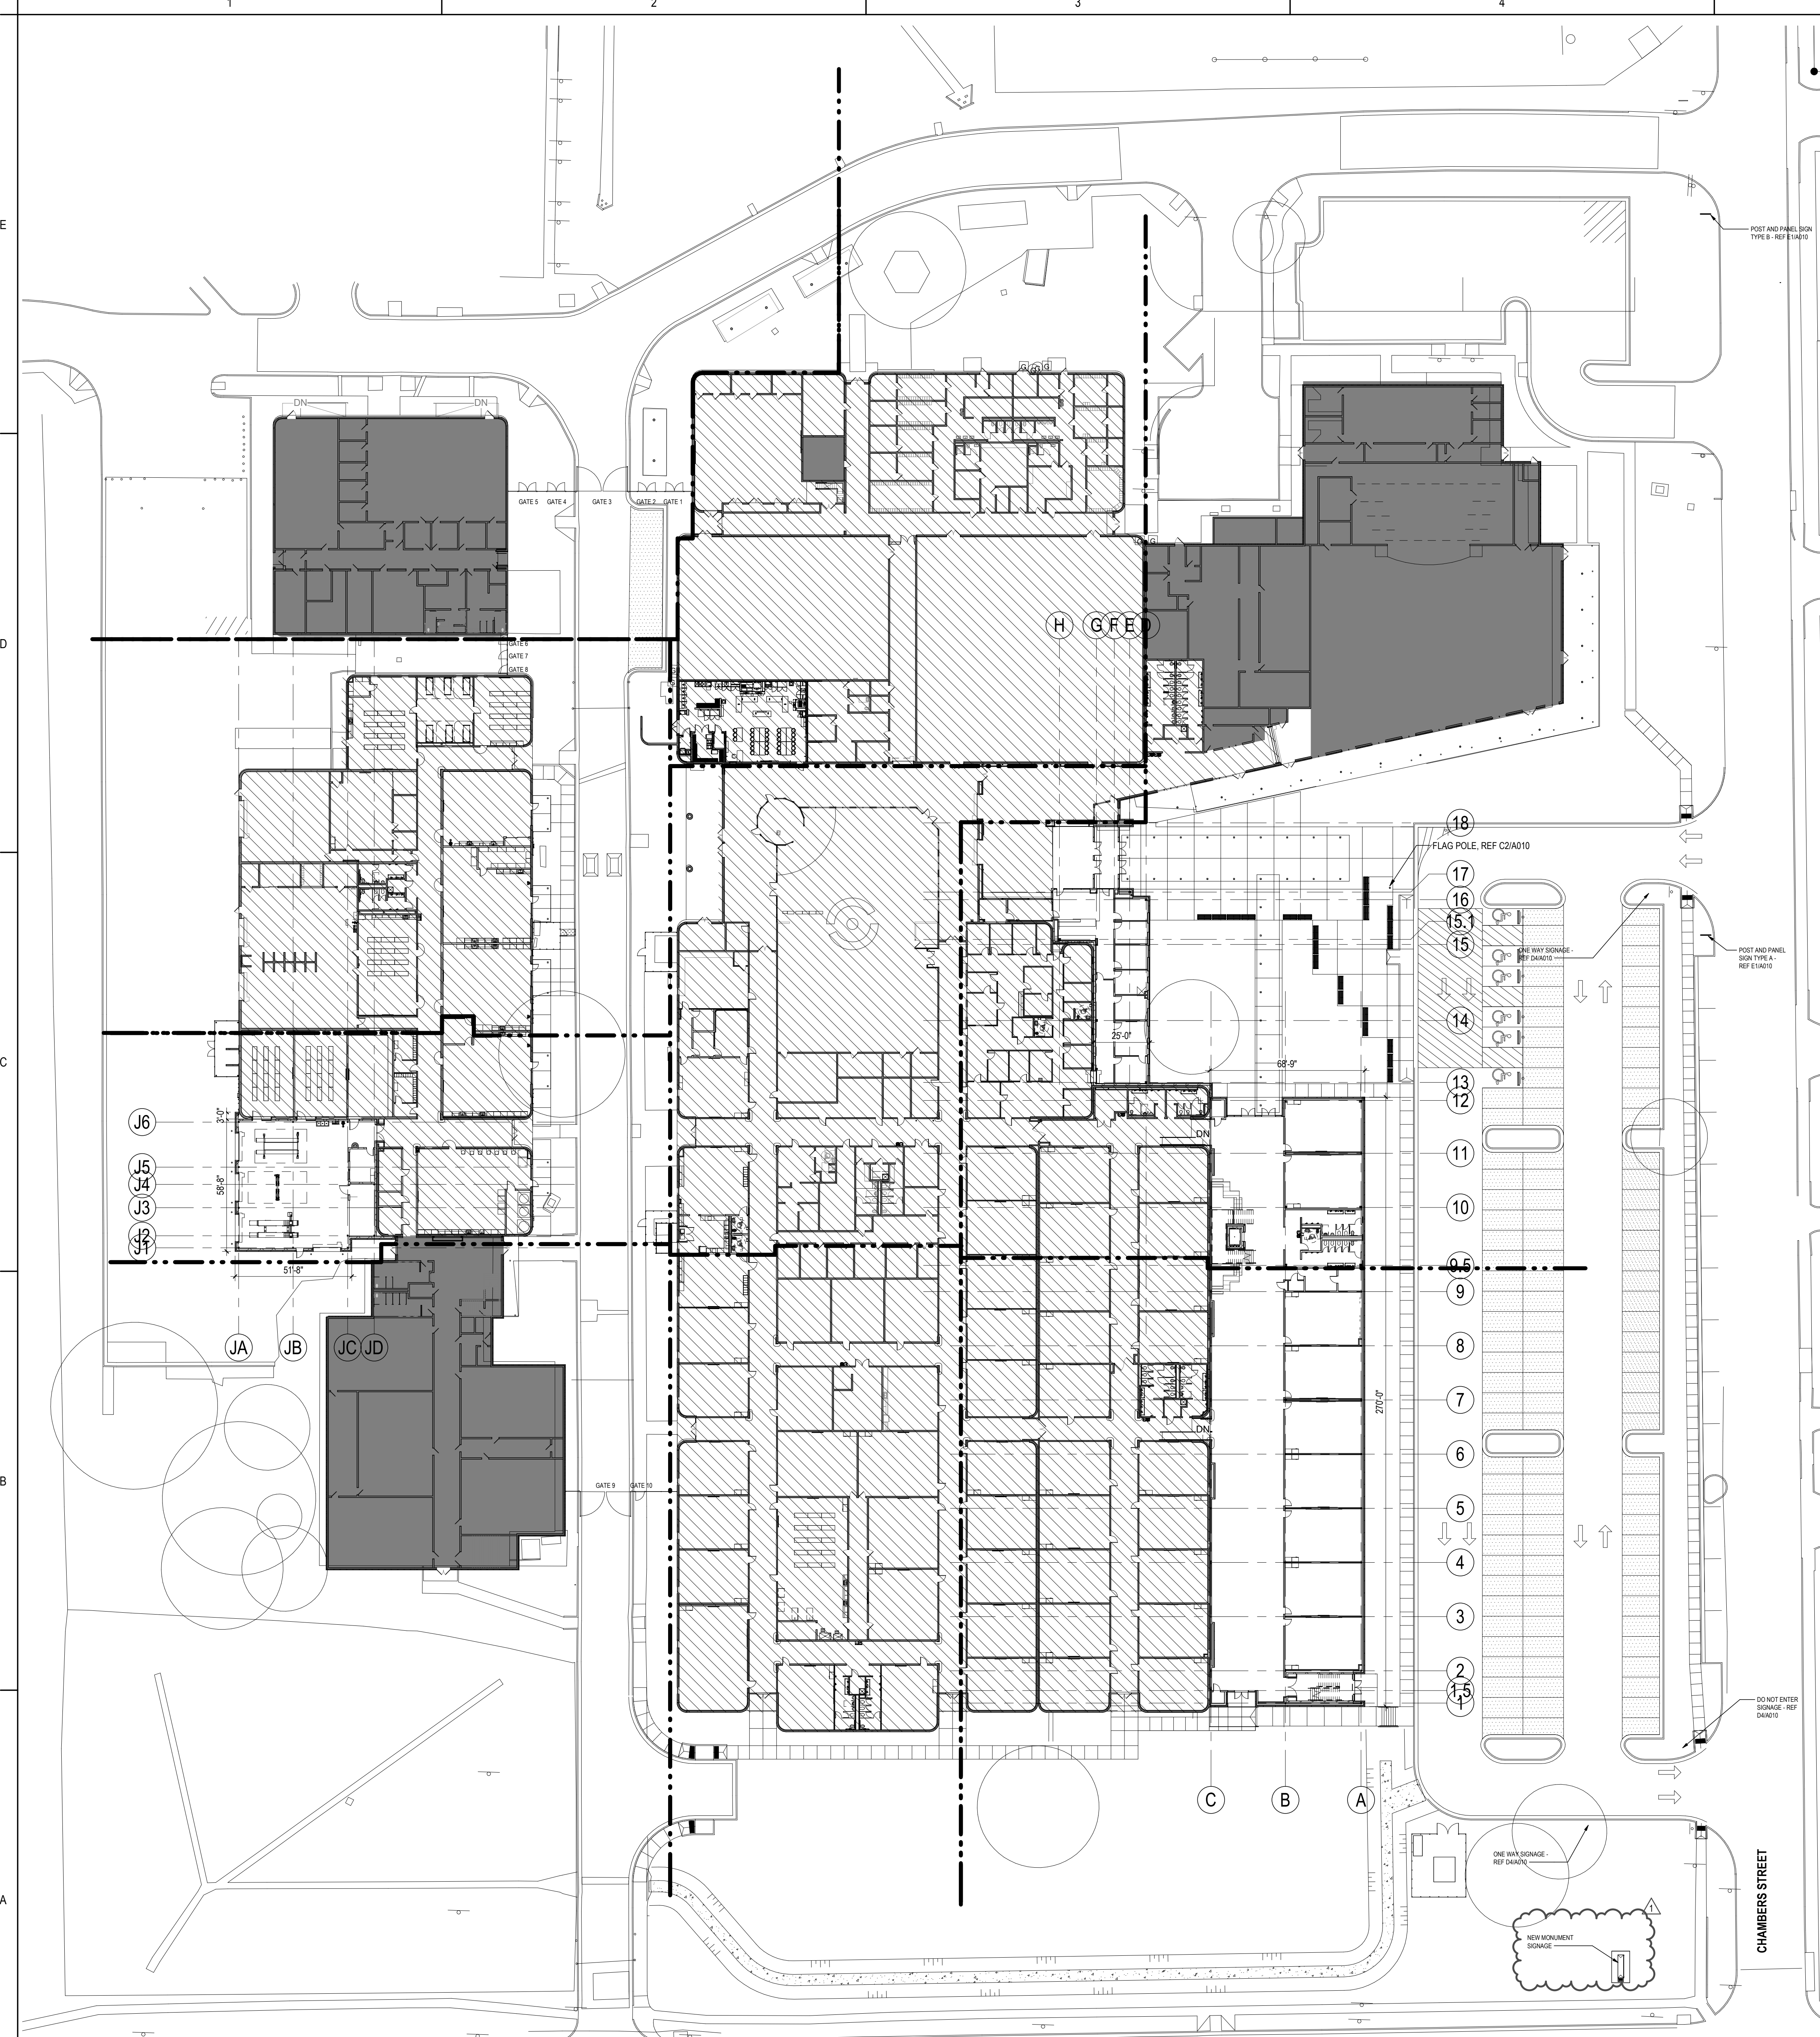 1
2
3
4
E
POST AND PANEL SIGN
TYPE B - REF E1/A010
G
G
G
G
DN
DN
GATE 5
GATE 4
GATE 3
GATE 2
GATE 1
G
G
D
GATE 6
GATE 7
GATE 8
H
G
F
E
D
18
FLAG POLE, REF C2/A010
17
16
15.1
15
ONE WAY SIGNAGE -
REF D4/A010
POST AND PANEL
SIGN TYPE A -
REF E1/A010
14
25'-0"
68'-9"
C
13
12
J6
3'-0"
DN
11
J5
J4
58'-8"
J3
10
J2
J1
9.5
51'-8"
9
JA
JB
JC
JD
8
7
270'-0"
DN
6
B
GATE 9
GATE 10
5
4
3
2
1.5
1
DO NOT ENTER
SIGNAGE - REF
D4/A010
C
B
A
ONE WAY SIGNAGE -
REF D4/A010
CHAMBERS STREET
A
1
NEW MONUMENT
SIGNAGE